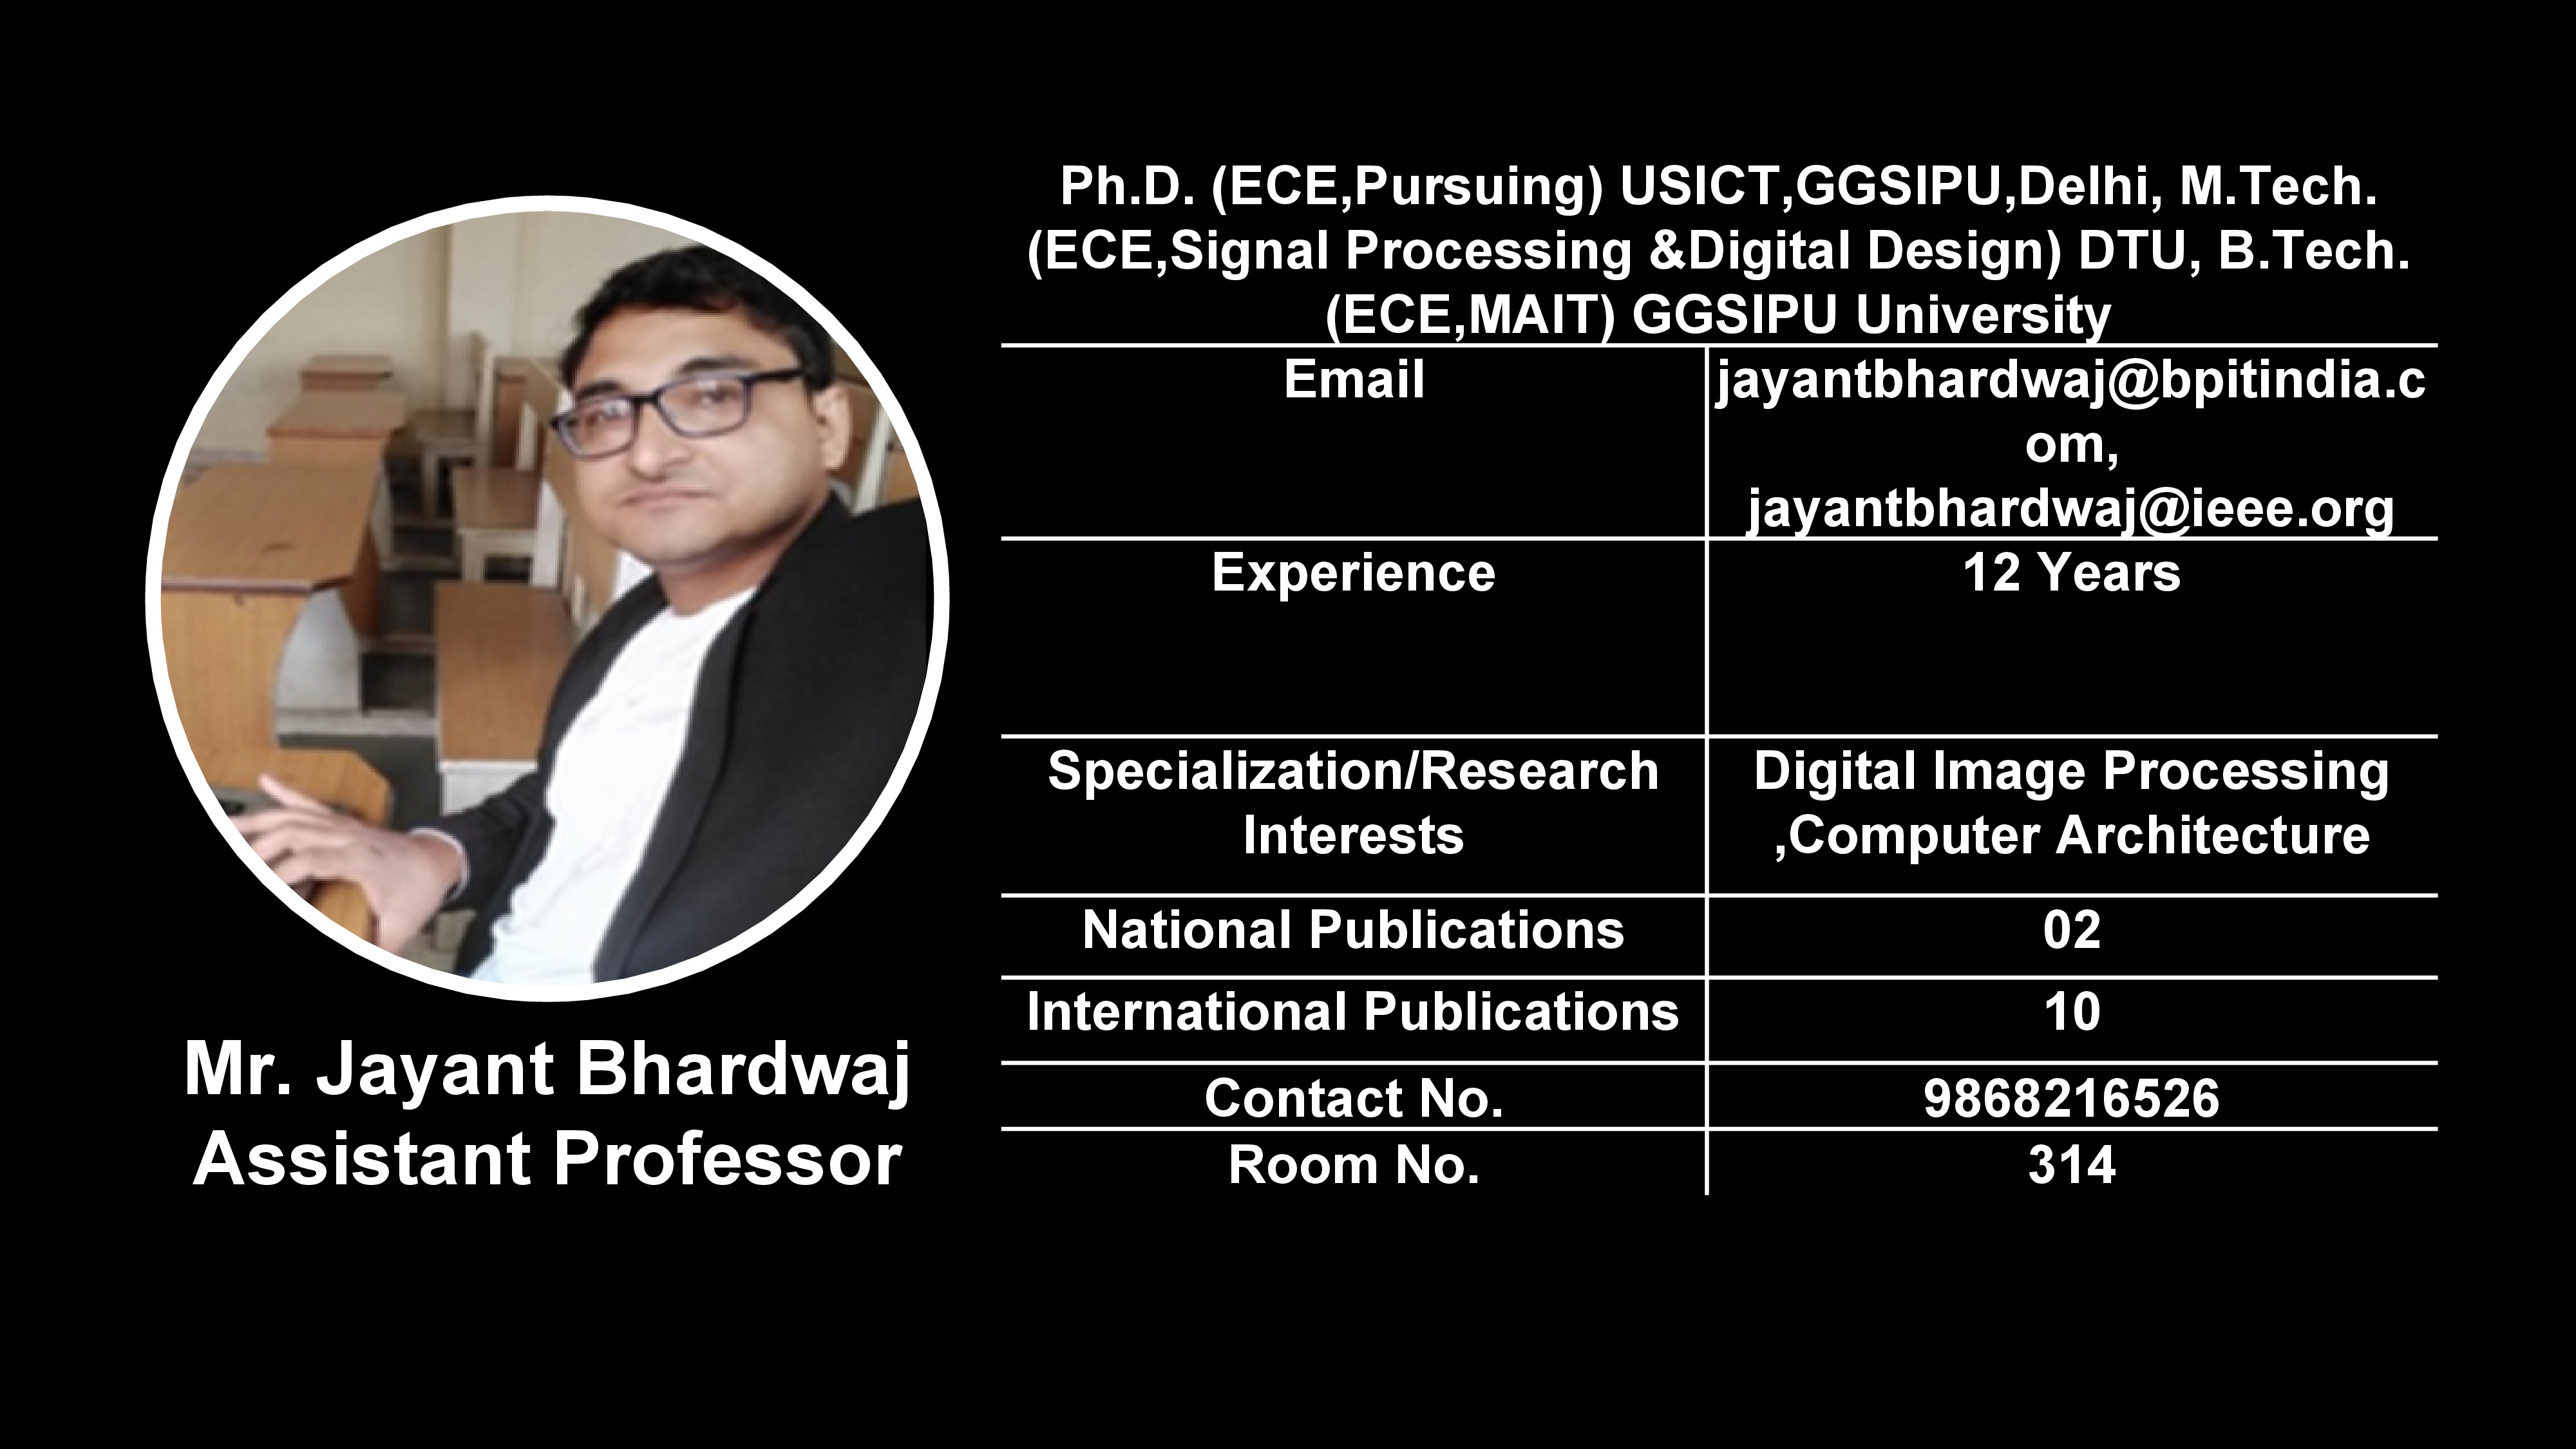 Ph.D. (ECE,Pursuing) USICT,GGSIPU,Delhi, M.Tech.
(ECE,Signal Processing &Digital Design) DTU, B.Tech.
(ECE,MAIT) GGSIPU University
Email
jayantbhardwaj@bpitindia.c
om,
jayantbhardwaj@ieee.org
Experience
12 Years
Specialization/Research
Interests
Digital Image Processing
,Computer Architecture
National Publications
02
International Publications
10
Contact No.
9868216526
Room No.
314
Mr. Jayant Bhardwaj
Assistant Professor